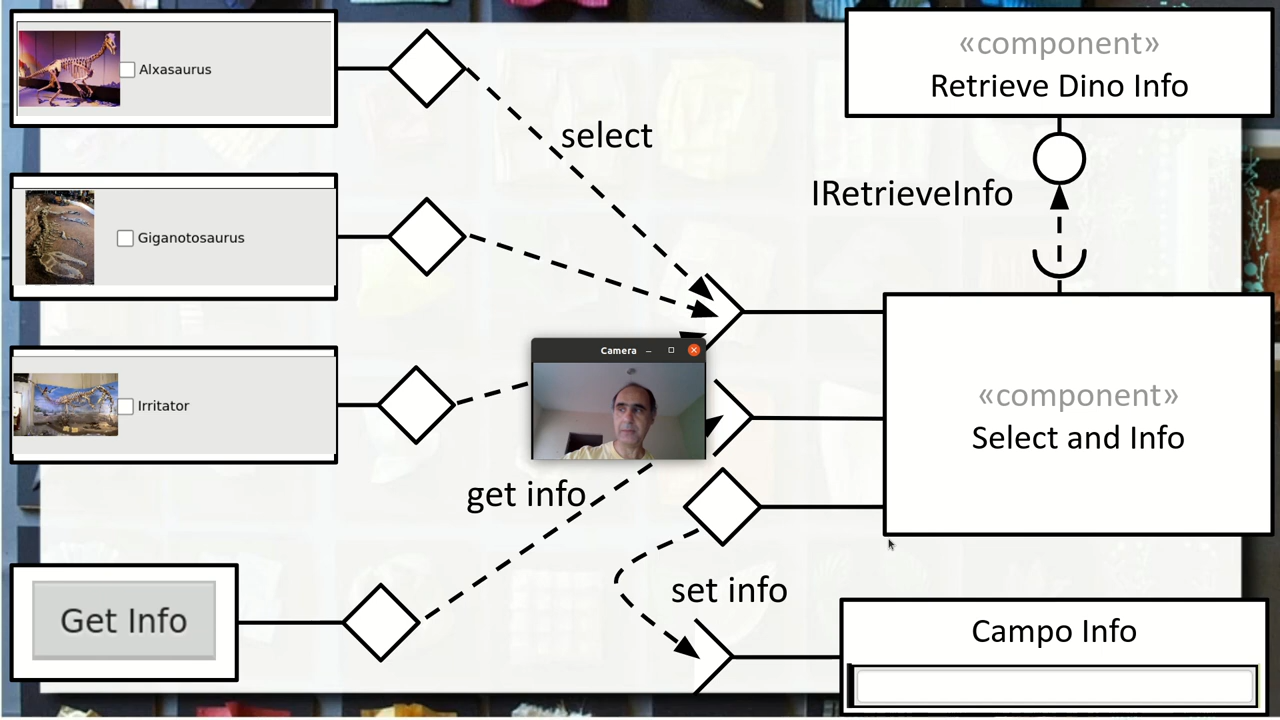 «component»
Retrieve Dino Info
Alxasaurus
select
IRetrieveInfo
Giganotosaurus
Camera
Irritator
«component»
Select and Info
get info
set info
Get Info
Campo Info